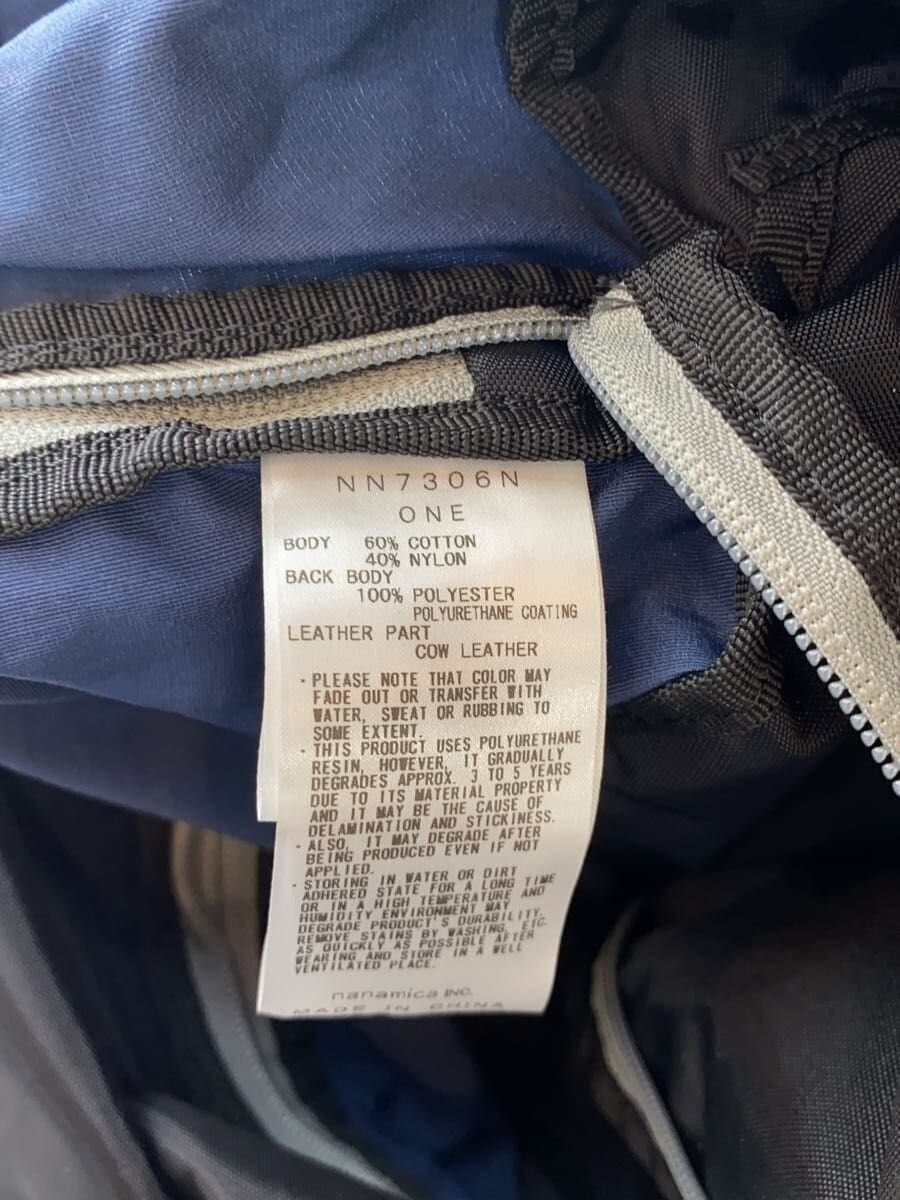 NN7306N
ONE
BODY 60% COTTON
40% NYLON
BACK BODY
100% POLYESTER
POLYURETHANE COATING
LEATHER PART
COW LEATHER
· PLEASE NOTE THAT COLOR MAY
FADE OUT OR TRANSFER WITH
WATER, SWEAT OR RUBBING TO
SOME EXTENT.
· THIS PRODUCT USES POLYURETHANE
RESIN, HOWEVER, IT GRADUALLY
DEGRADES APPROX. 3 TO 5 YEARS
DUE TO ITS MATERIAL PROPERTY
AND IT MAY BE THE CAUSE OF
DELAMINATION AND STICKINESS.
· ALSO, IT MAY DEGRADE AFTER
BEING PRODUCED EVEN IF NOT
APPLIED.
· STORING IN WATER OR DIRT
ADHERED STATE FOR A LONG TIME
OR IN A HIGH TEMPERATURE AND
HUMIDITY ENVIRONMENT MAY
DEGRADE PRODUCT'S DURABILITY.
REMOVE STAINS BY WASHING, ETC.
AS QUICKLY AS POSSIBLE AFTER
WEARING AND STORE IN A WELL
VENTILATED PLACE.
nanamica INC.
MADE IN CHINA